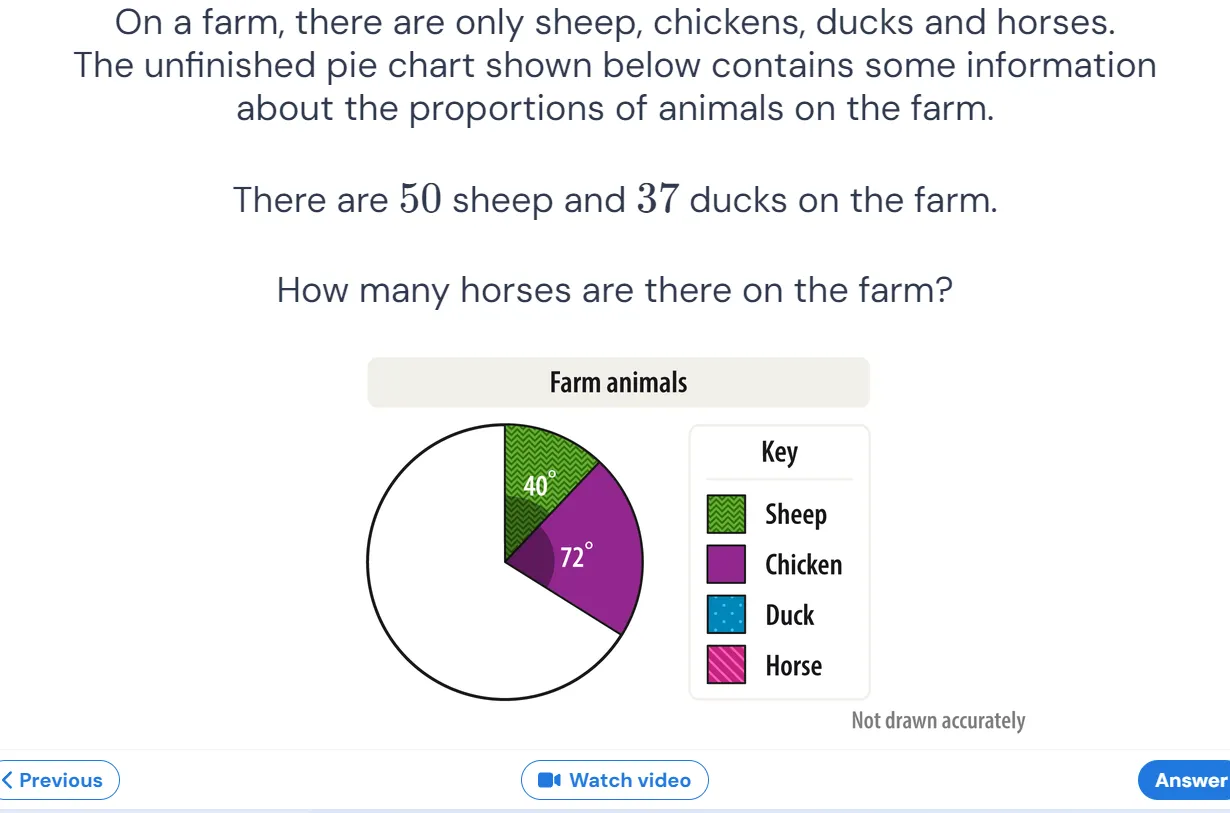 On a farm, there are only sheep, chickens, ducks and horses.
The unfinished pie chart shown below contains some information
about the proportions of animals on the farm.
There are 50 sheep and 37 ducks on the farm.
How many horses are there on the farm?
Farm animals
40°
72°
Key
Sheep
Chicken
Duck
Horse
Not drawn accurately
Previous
Watch video
Answer